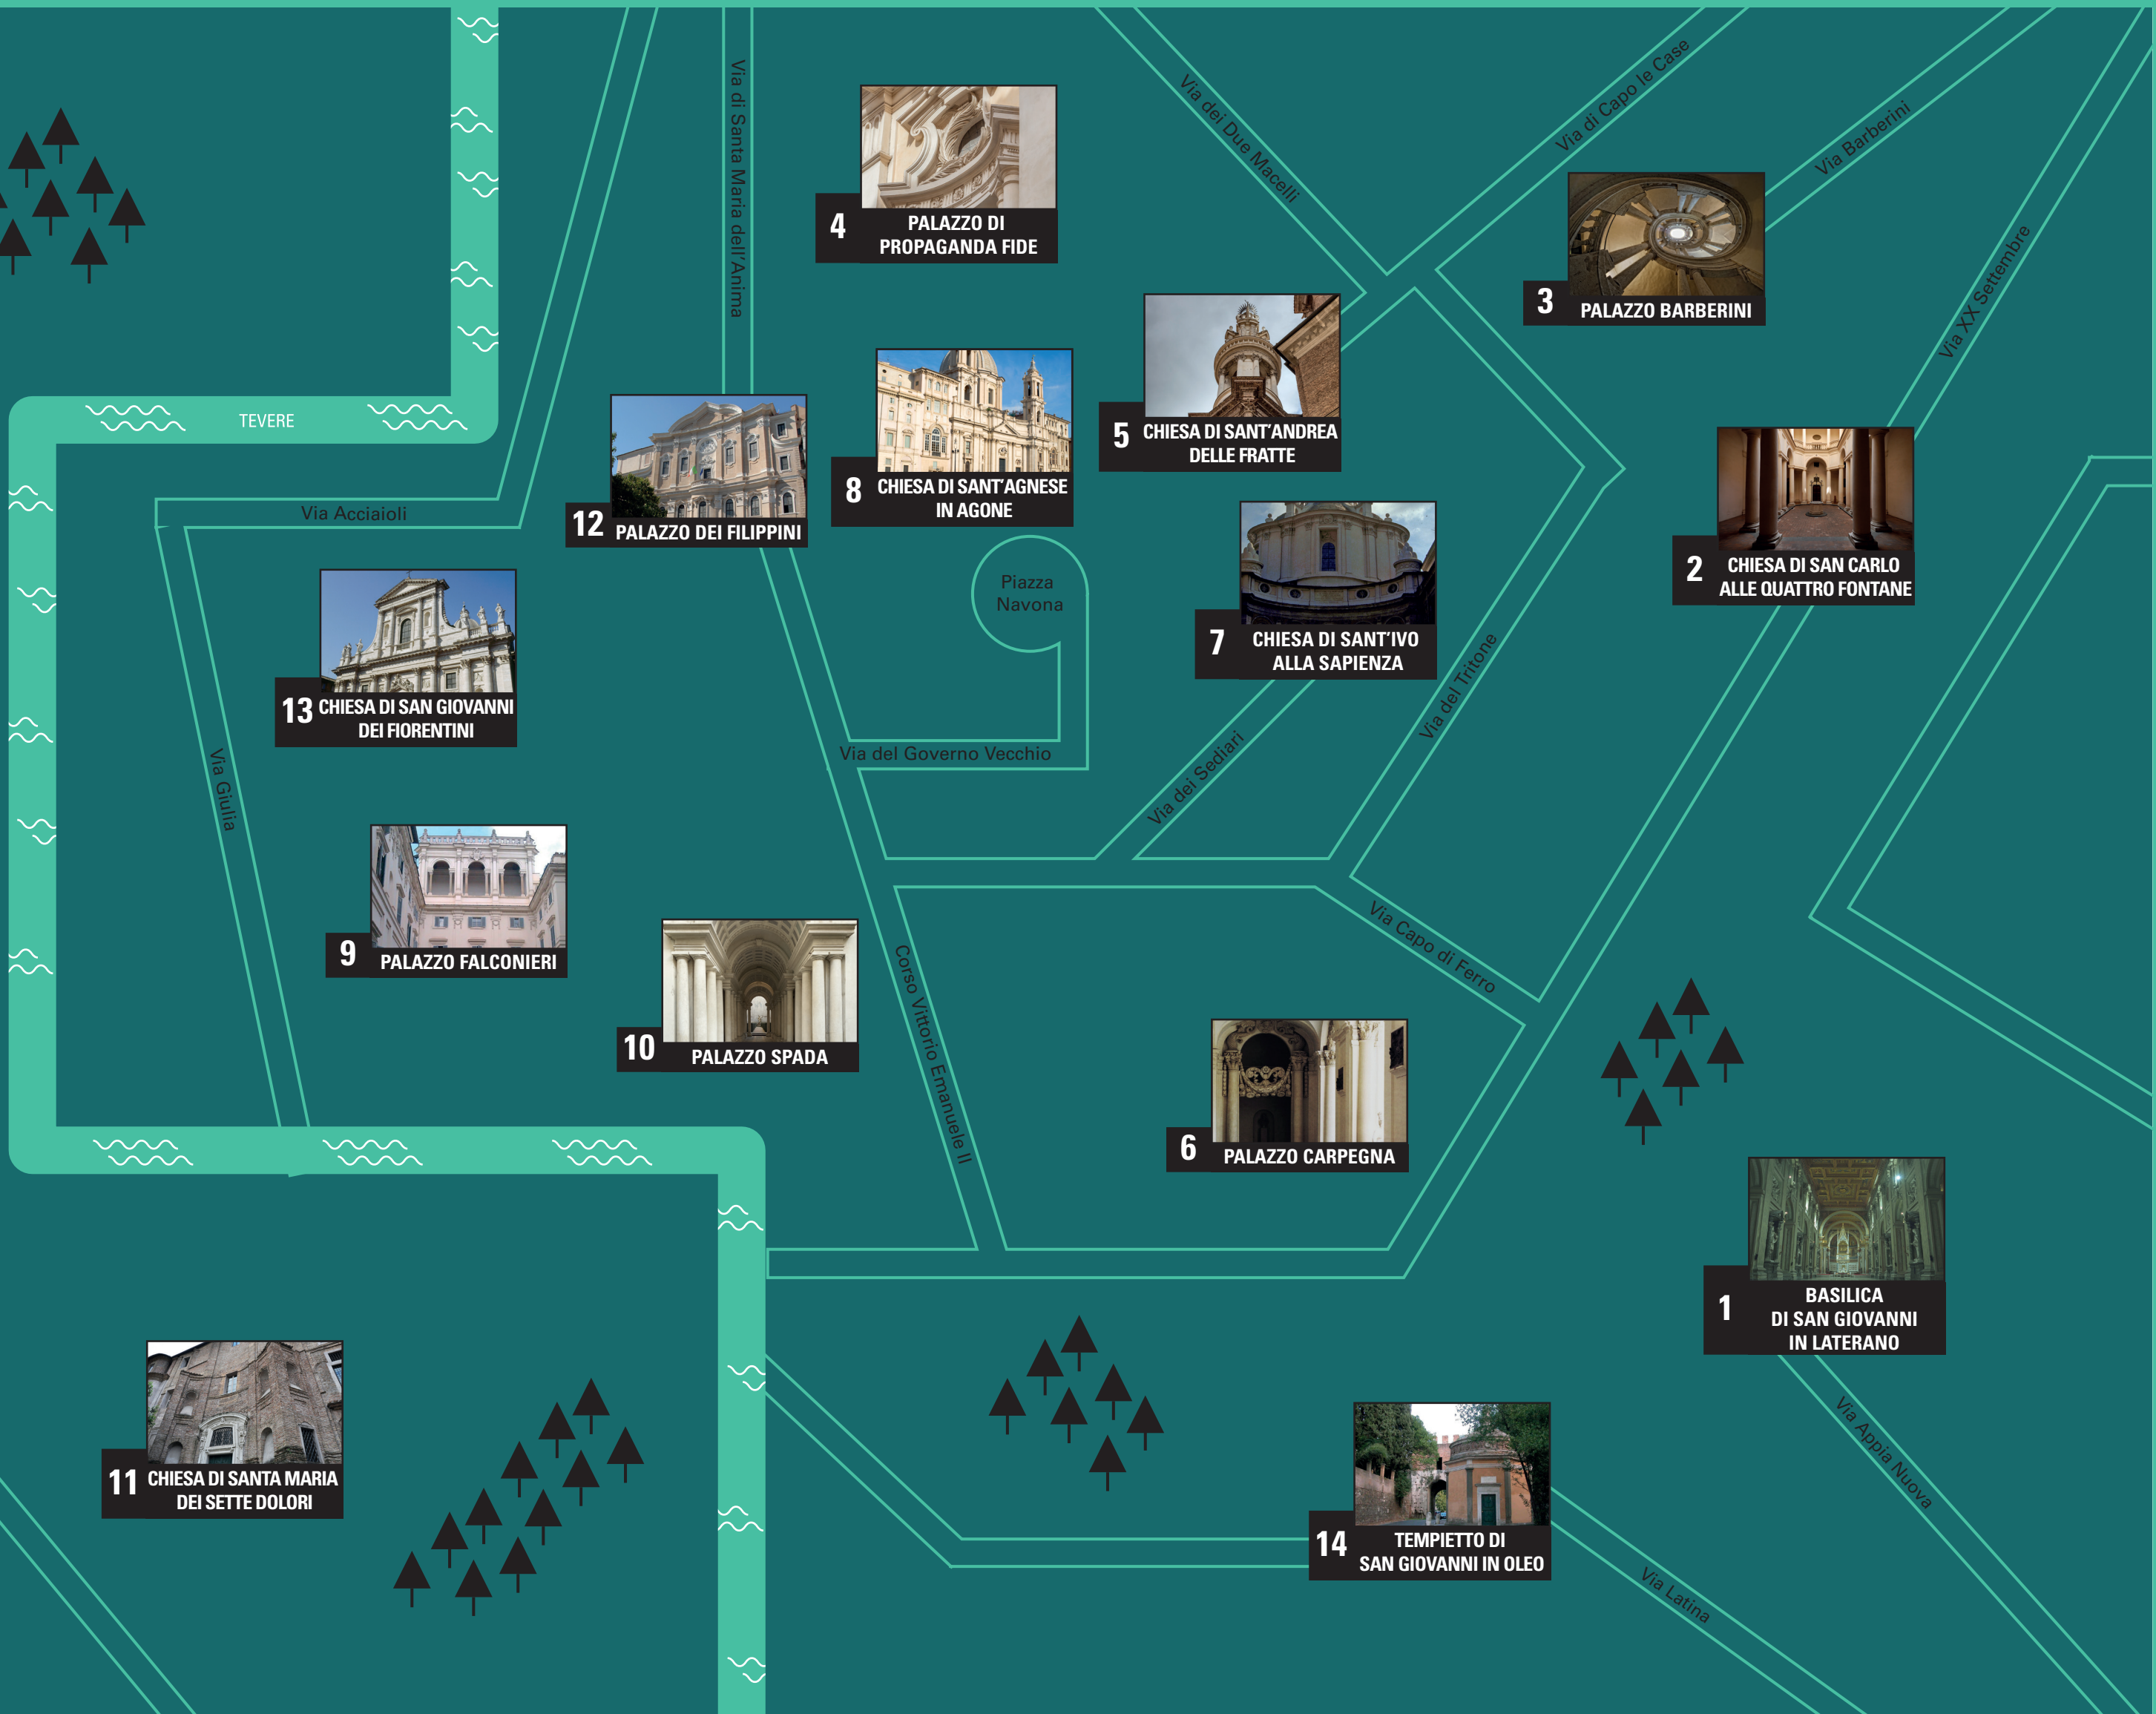 Via di Santa Maria dell'Anima
Via dei Due Macelli
Via di Capo le Case
Via Barberini
Via XX Settembre
4
PALAZZO DI
PROPAGANDA FIDE
3
PALAZZO BARBERINI
TEVERE
5
CHIESA DI SANT'ANDREA
DELLE FRATTE
8
CHIESA DI SANT'AGNESE
IN AGONE
12
PALAZZO DEI FILIPPINI
Via Acciaioli
2
CHIESA DI SAN CARLO
ALLE QUATTRO FONTANE
Piazza
Navona
7
CHIESA DI SANT'IVO
ALLA SAPIENZA
13
CHIESA DI SAN GIOVANNI
DEI FIORENTINI
Via del Tritone
Via Giulia
Via del Governo Vecchio
Via dei Sediari
9
PALAZZO FALCONIERI
Via Capo di Ferro
10
PALAZZO SPADA
Corso Vittorio Emanuele II
6
PALAZZO CARPEGNA
1
BASILICA
DI SAN GIOVANNI
IN LATERANO
11
CHIESA DI SANTA MARIA
DEI SETTE DOLORI
Via Appia Nuova
14
TEMPIETTO DI
SAN GIOVANNI IN OLEO
Via Latina